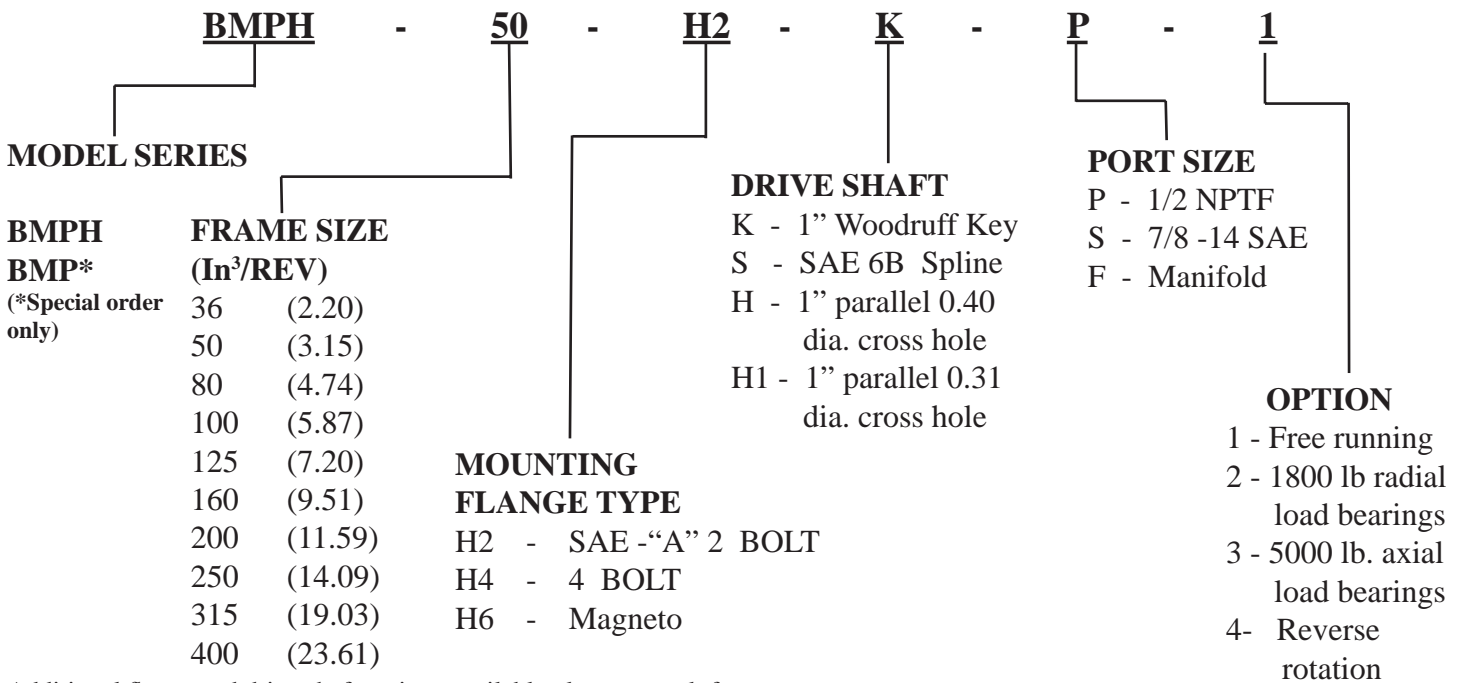 BMPH - 50 - H2 - K - P - 1
MODEL SERIES
BMPH
BMP*
(*Special order
only)
FRAME SIZE
(In³/REV)
36 (2.20)
50 (3.15)
80 (4.74)
100 (5.87)
125 (7.20)
160 (9.51)
200 (11.59)
250 (14.09)
315 (19.03)
400 (23.61)
MOUNTING
FLANGE TYPE
H2 - SAE -“A” 2 BOLT
H4 - 4 BOLT
H6 - Magneto
DRIVE SHAFT
K - 1” Woodruff Key
S - SAE 6B Spline
H - 1” parallel 0.40
dia. cross hole
H1 - 1” parallel 0.31
dia. cross hole
PORT SIZE
P - 1/2 NPTF
S - 7/8 -14 SAE
F - Manifold
OPTION
1 - Free running
2 - 1800 lb radial
load bearings
3 - 5000 lb. axial
load bearings
4- Reverse
rotation